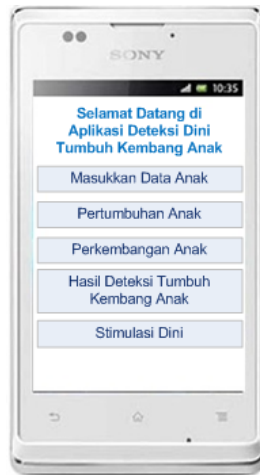 SONY
10:35
Selamat Datang di
Aplikasi Deteksi Dini
Tumbuh Kembang Anak
Masukkan Data Anak
Pertumbuhan Anak
Perkembangan Anak
Hasil Deteksi Tumbuh
Kembang Anak
Stimulasi Dini